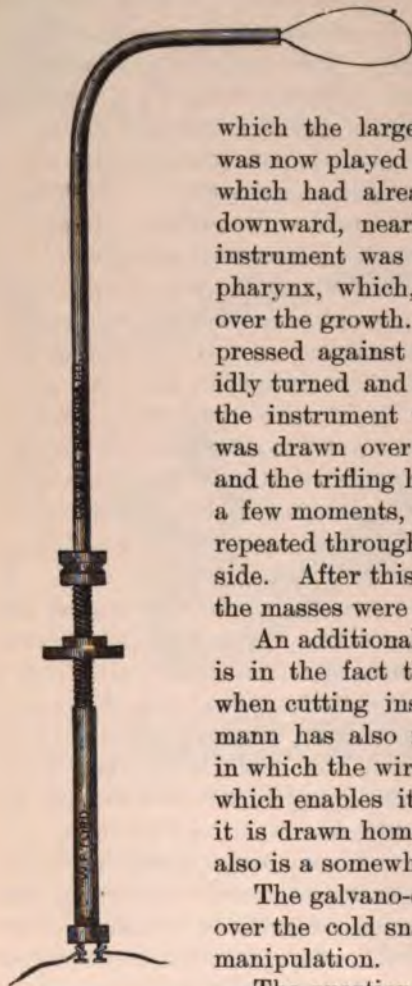 which the large
was now played
which had alrea
downward, near
instrument was
pharynx, which,
over the growth.
pressed against
idly turned and
the instrument
was drawn over
and the trifling h
a few moments,
repeated through
side. After this
the masses were
An additional
is in the fact t
when cutting ins
mann has also
in which the wir
which enables it
it is drawn hom
also is a somewh
The galvano-c
over the cold sn
manipulation.
W.F.FORD